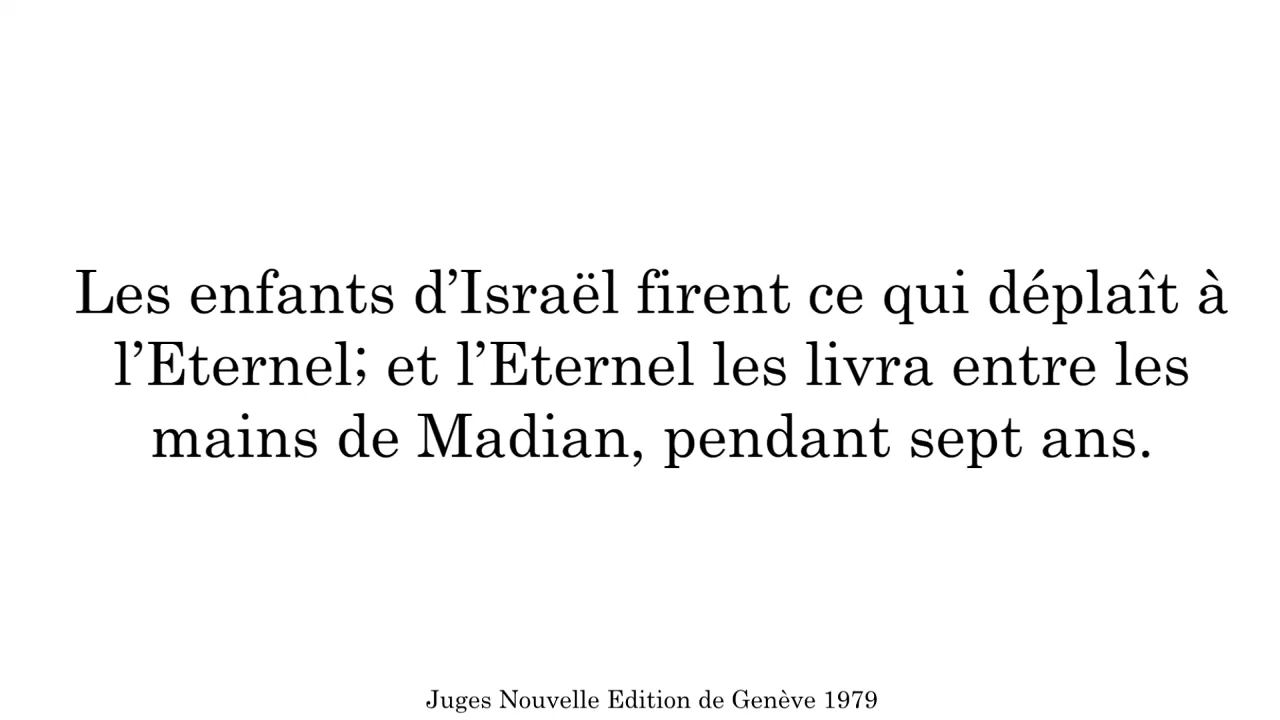 Les enfants d’Israël firent ce qui déplaît à
l’Eternel; et l’Eternel les livra entre les
mains de Madian, pendant sept ans.
Juges Nouvelle Edition de Genève 1979